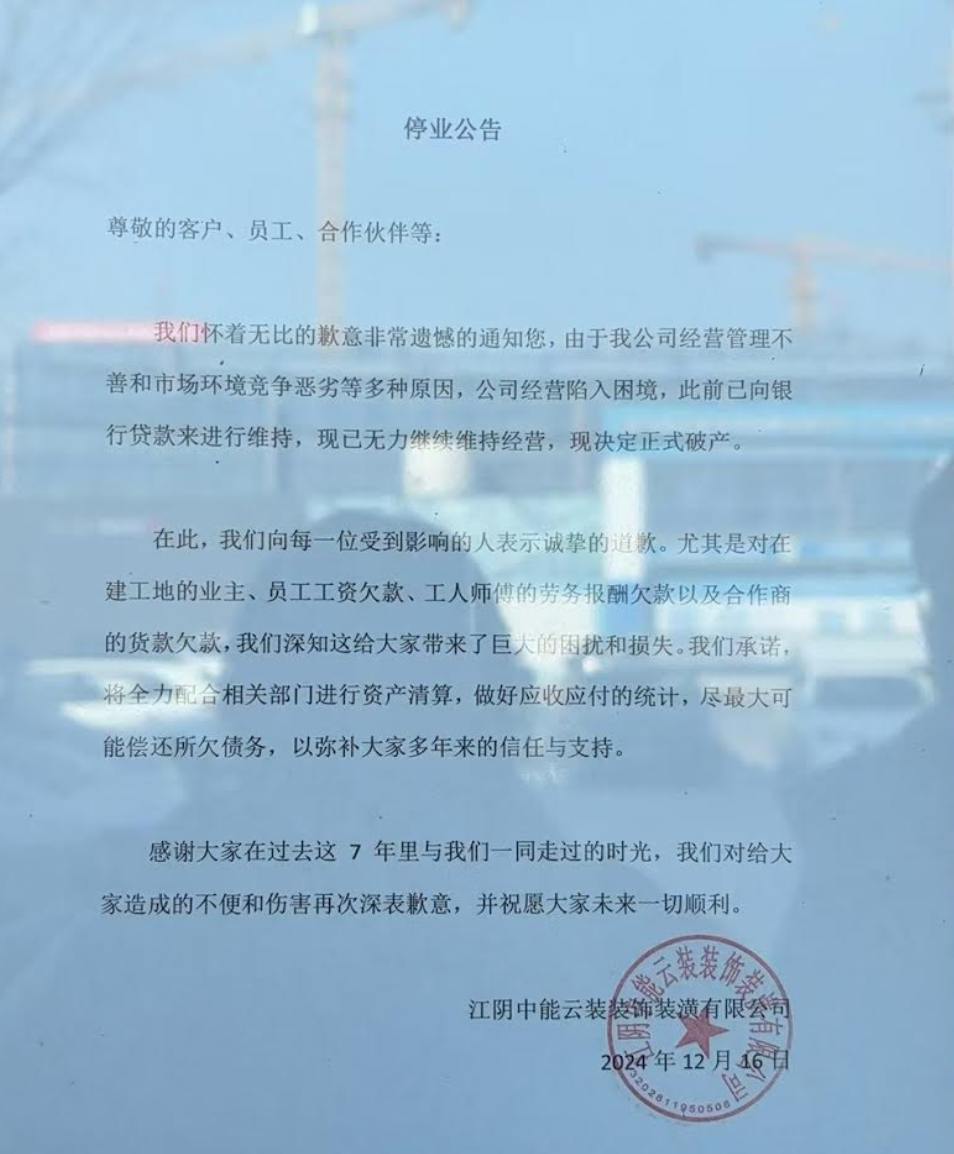 停业公告
尊敬的客户、员工、合作伙伴等：
我们怀着无比的歉意非常遗憾的通知您，由于我公司经营管理不
善和市场环境竞争恶劣等多种原因，公司经营陷入困境，此前已向银
行贷款来进行维持，现已无力继续维持经营，现决定正式破产。
在此，我们向每一位受到影响的人表示诚挚的道歉。尤其是对在
建工地的业主、员工工资欠款、工人师傅的劳务报酬欠款以及合作商
的货款欠款，我们深知这给大家带来了巨大的困扰和损失。我们承诺，
将全力配合相关部门进行资产清算，做好应收应付的统计，尽最大可
能偿还所欠债务，以弥补大家多年来的信任与支持。
感谢大家在过去这 7 年里与我们一同走过的时光，我们对给大
家造成的不便和伤害再次深表歉意，并祝愿大家未来一切顺利。
江阴中能云装装饰装潢有限公司
2024 年 12 月 16 日
江阴中能云装装饰装潢有限公司
3202811950506